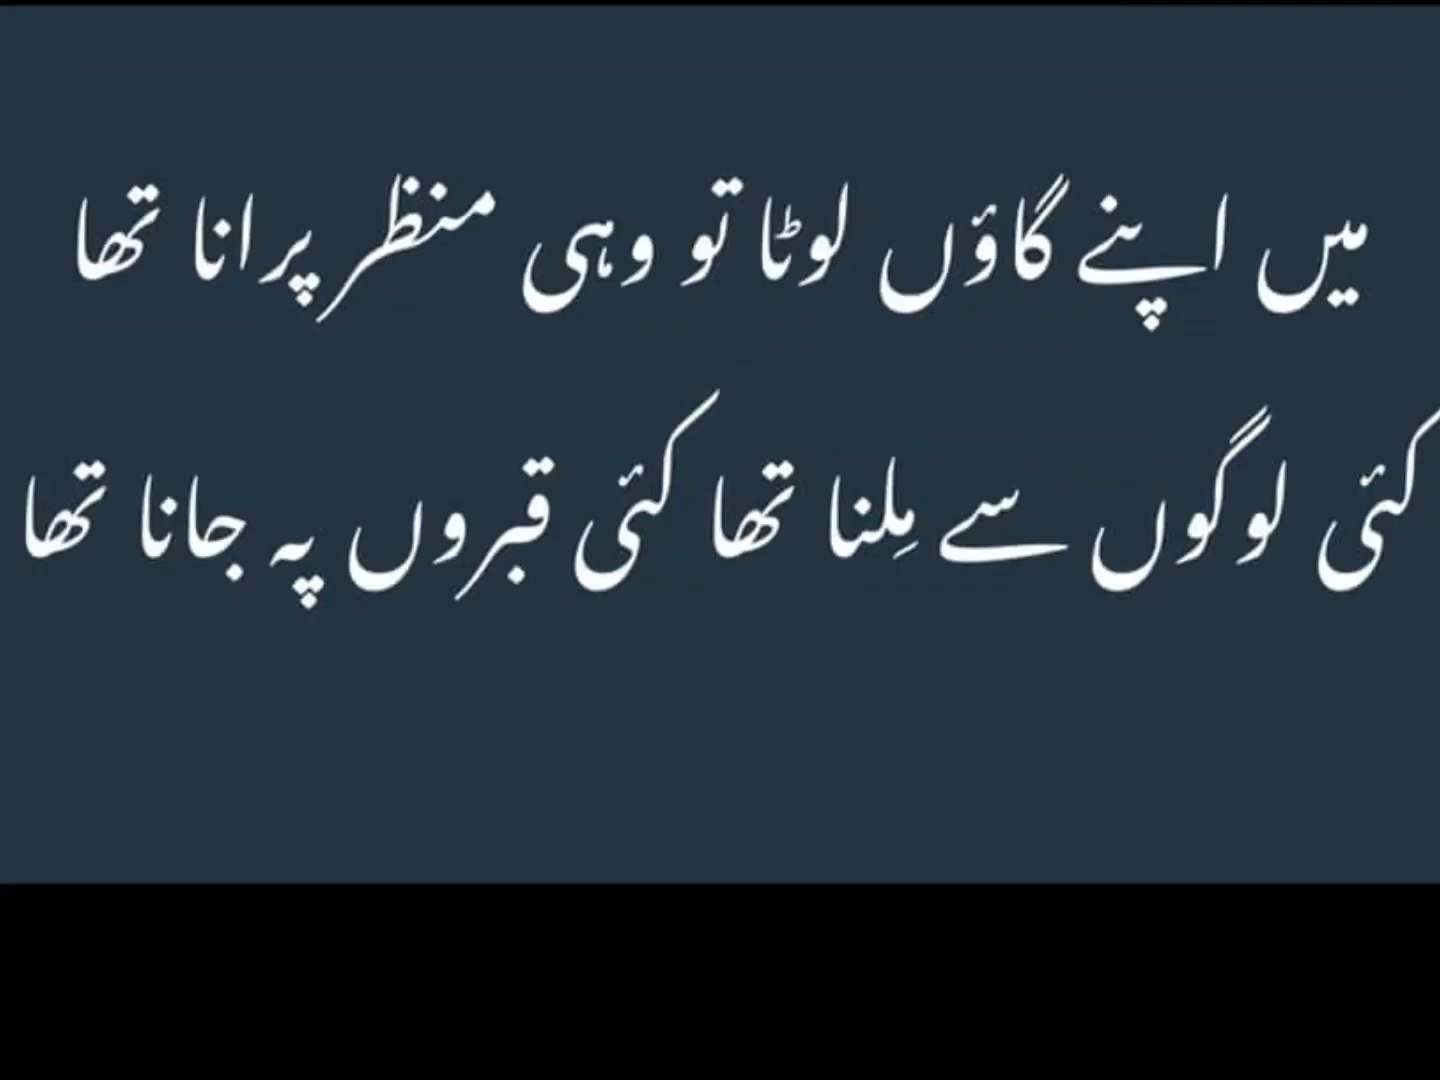 میں اپنے گاؤں لوٹا تو وہی منظر پرانا تھا
کئی لوگوں سے مِلنا تھا کئی قبروں پہ جانا تھا